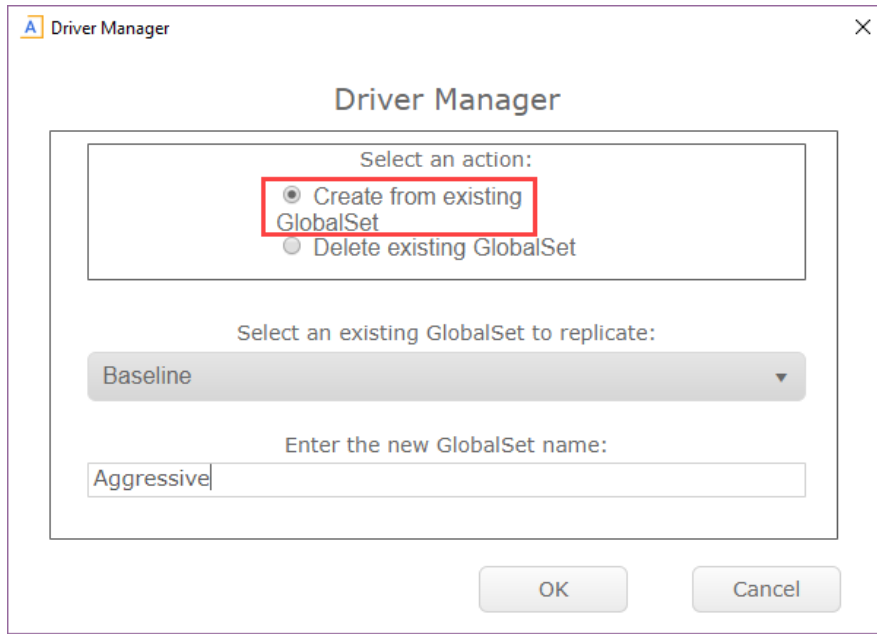 A Driver Manager
Driver Manager
Select an action:
Create from existing
GlobalSet
Delete existing GlobalSet
Select an existing GlobalSet to replicate:
Baseline
Enter the new GlobalSet name:
Aggressive
OK Cancel